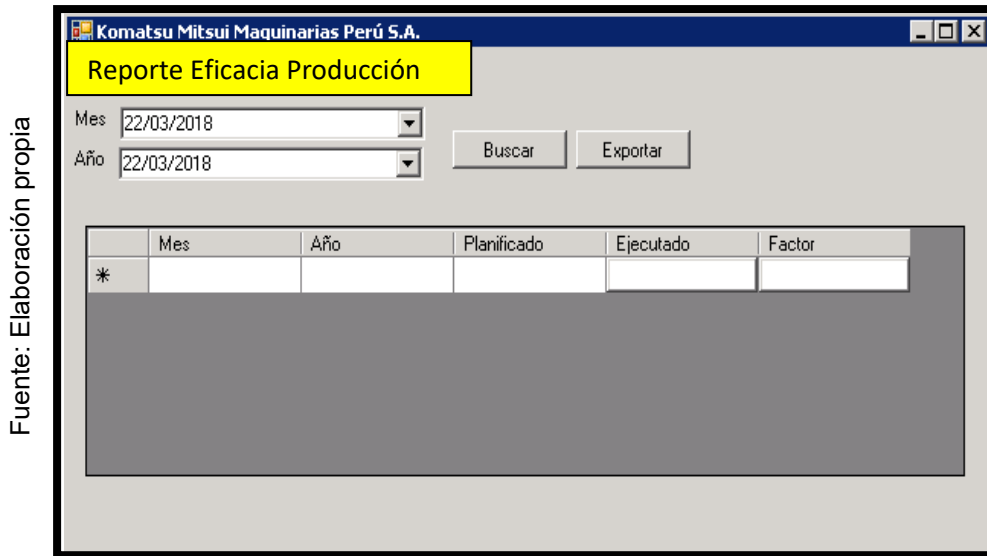 Komatsu Mitsui Maquinarias Perú S.A.
Reporte Eficacia Producción
Mes 22/03/2018
Año 22/03/2018
Buscar Exportar
Mes Año Planificado Ejecutado Factor
Fuente: Elaboración propia